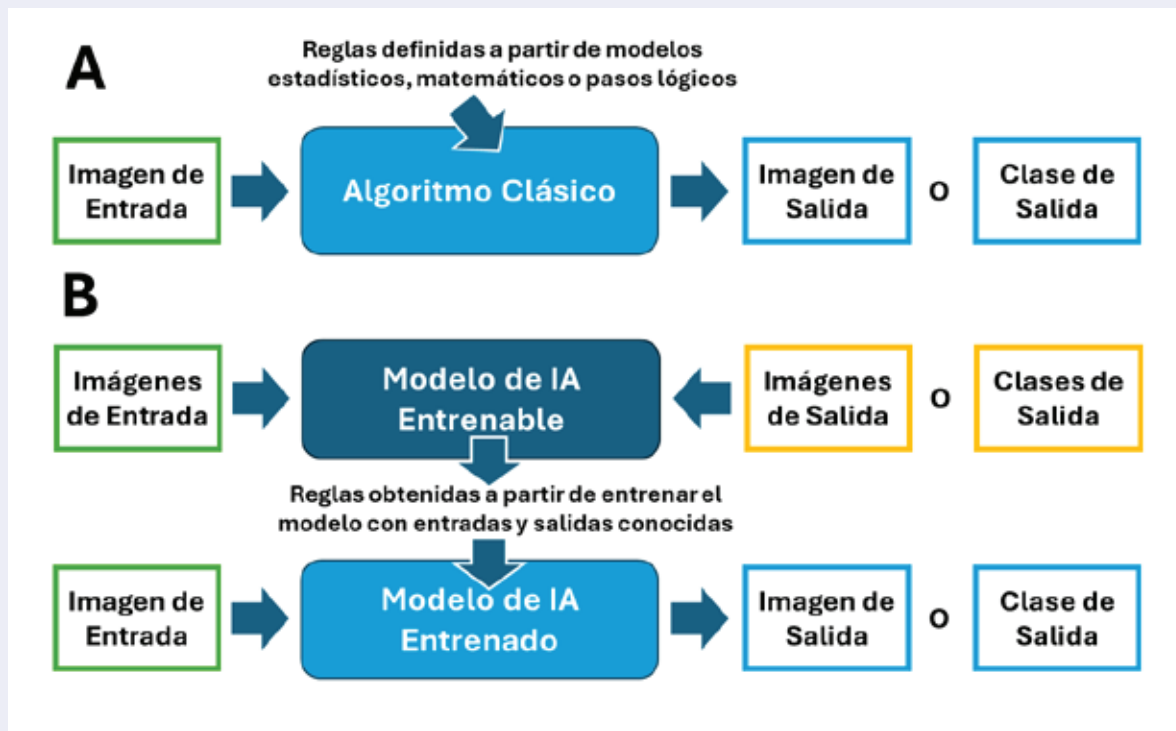 A
Reglas definidas a partir de modelos
estadísticos, matemáticos o pasos lógicos
Imagen de
Entrada
Algoritmo Clásico
Imagen de
Salida
O
Clase de
Salida
B
Imágenes
de Entrada
Modelo de IA
Entrenable
Imágenes
de Salida
O
Clases de
Salida
Reglas obtenidas a partir de entrenar el
modelo con entradas y salidas conocidas
Imagen de
Entrada
Modelo de IA
Entrenado
Imagen de
Salida
O
Clase de
Salida